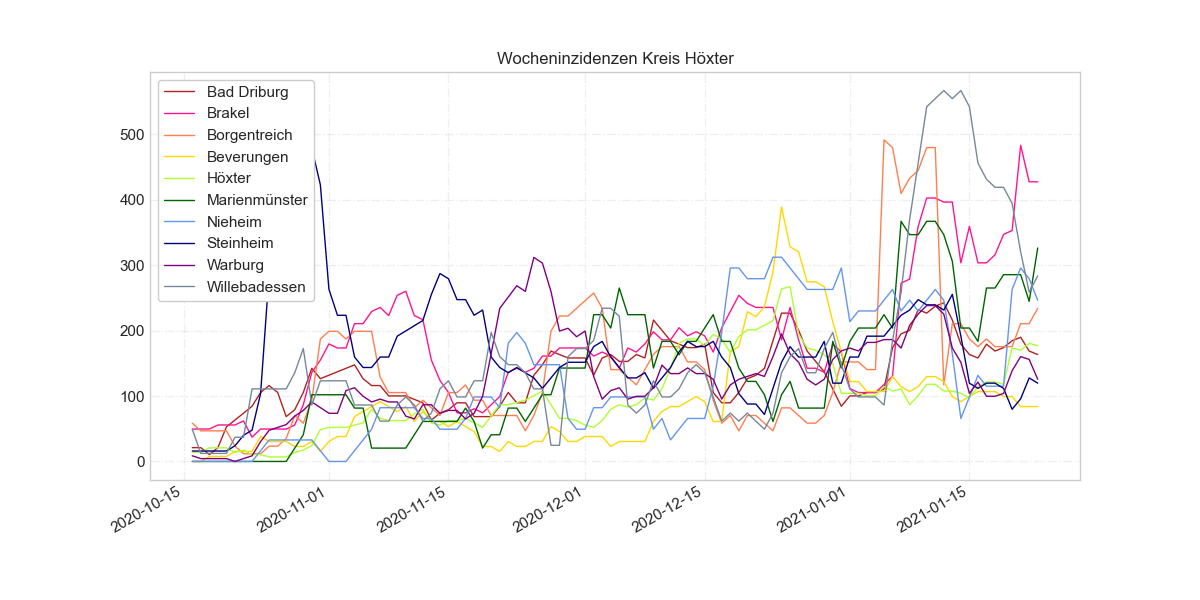 Wocheninzidenzen Kreis Höxter
Bad Driburg
Brakel
Borgentreich
Beverungen
Höxter
Marienmünster
Nieheim
Steinheim
Warburg
Willebadessen
500
400
300
200
100
0
2020-10-15
2020-11-01
2020-11-15
2020-12-01
2020-12-15
2021-01-01
2021-01-15